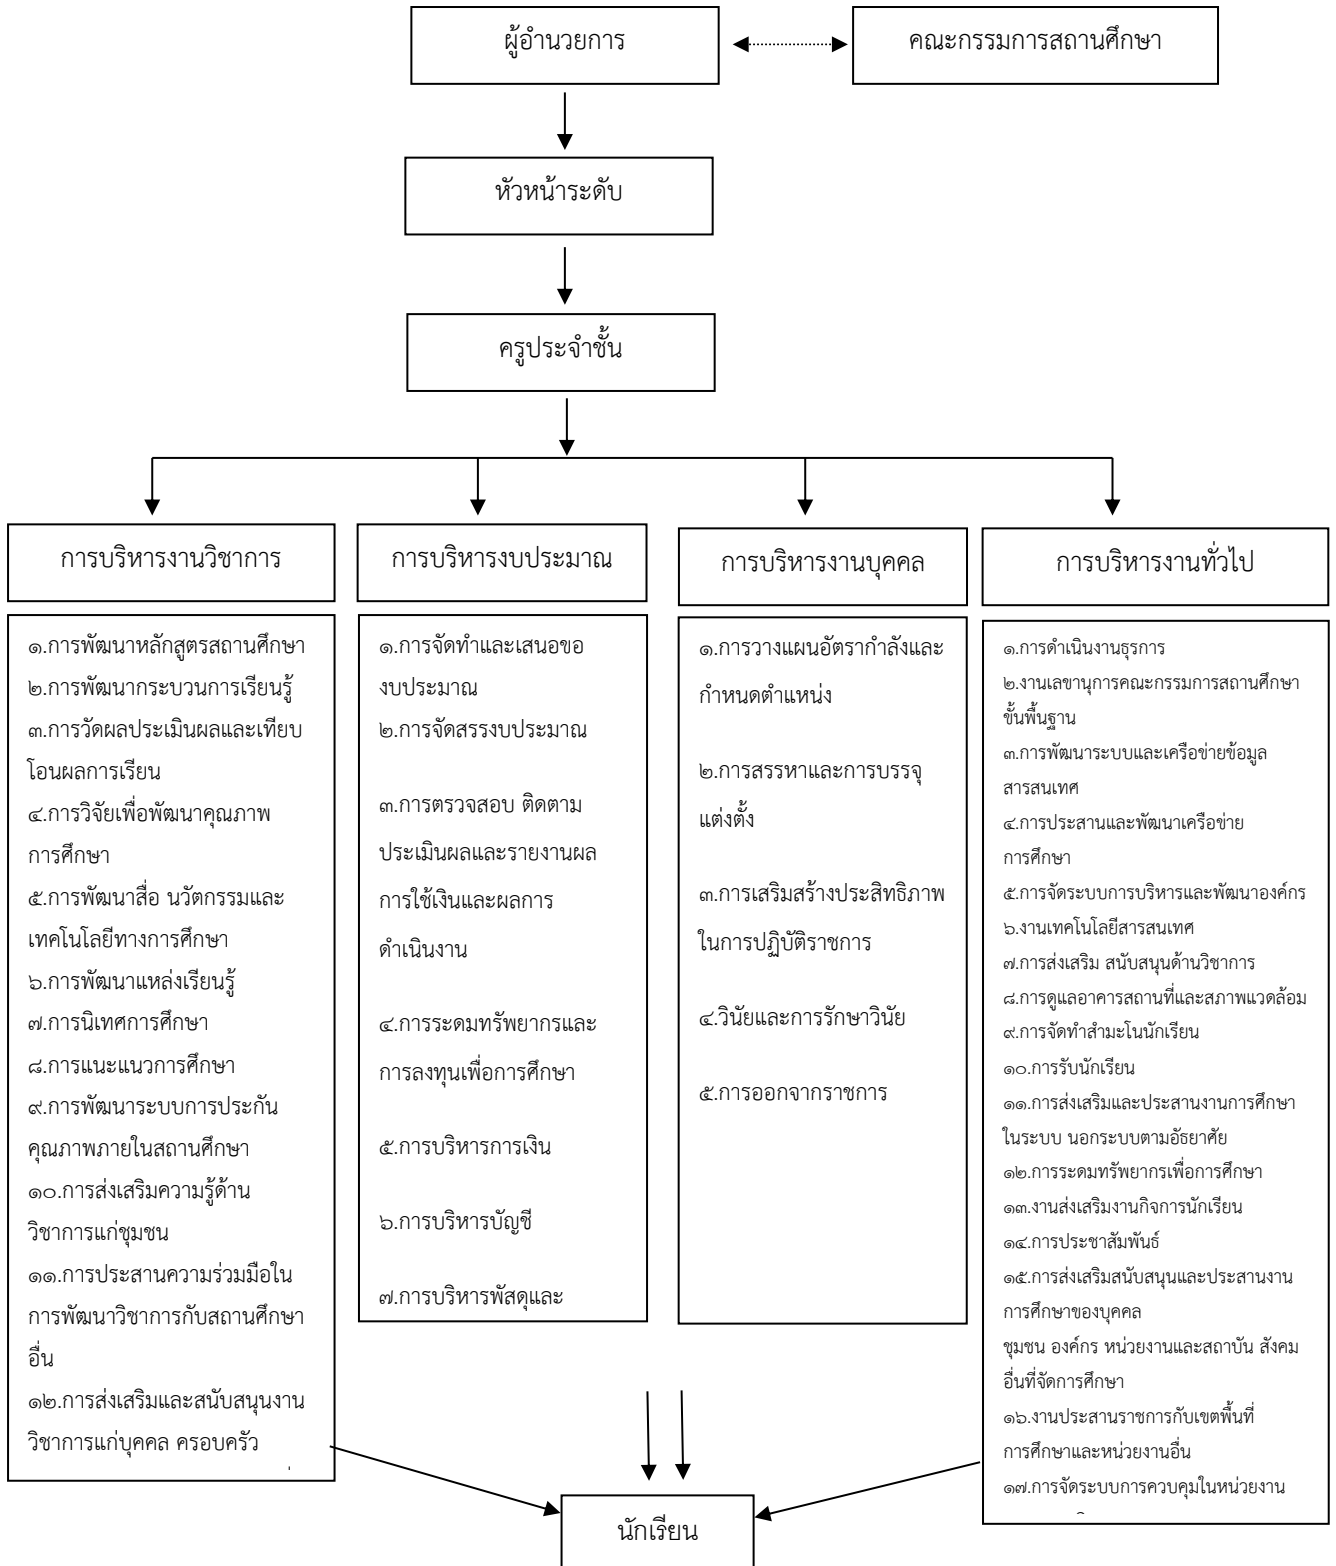 ผู้อำนวยการ
คณะกรรมการสถานศึกษา
หัวหน้าระดับ
ครูประจำชั้น
การบริหารงานวิชาการ
๑.การพัฒนาหลักสูตรสถานศึกษา
๒.การพัฒนากระบวนการเรียนรู้
๓.การวัดผลประเมินผลและเทียบ
โอนผลการเรียน
๔.การวิจัยเพื่อพัฒนาคุณภาพ
การศึกษา
๕.การพัฒนาสื่อ นวัตกรรมและ
เทคโนโลยีทางการศึกษา
๖.การพัฒนาแหล่งเรียนรู้
๗.การนิเทศการศึกษา
๘.การแนะแนวการศึกษา
๙.การพัฒนาระบบการประกัน
คุณภาพภายในสถานศึกษา
๑๐.การส่งเสริมความรู้ด้าน
วิชาการแก่ชุมชน
๑๑.การประสานความร่วมมือใน
การพัฒนาวิชาการกับสถานศึกษา
อื่น
๑๒.การส่งเสริมและสนับสนุนงาน
วิชาการแก่บุคคล ครอบครัว
การบริหารงบประมาณ
๑.การจัดทำและเสนอขอ
งบประมาณ
๒.การจัดสรรงบประมาณ
๓.การตรวจสอบ ติดตาม
ประเมินผลและรายงานผล
การใช้เงินและผลการ
ดำเนินงาน
๔.การระดมทรัพยากรและ
การลงทุนเพื่อการศึกษา
๕.การบริหารการเงิน
๖.การบริหารบัญชี
๗.การบริหารพัสดุและ
การบริหารงานบุคคล
๑.การวางแผนอัตรากำลังและ
กำหนดตำแหน่ง
๒.การสรรหาและการบรรจุ
แต่งตั้ง
๓.การเสริมสร้างประสิทธิภาพ
ในการปฏิบัติราชการ
๔.วินัยและการรักษาวินัย
๕.การออกจากราชการ
การบริหารงานทั่วไป
๑.การดำเนินงานธุรการ
๒.งานเลขานุการคณะกรรมการสถานศึกษา
ขั้นพื้นฐาน
๓.การพัฒนาระบบและเครือข่ายข้อมูล
สารสนเทศ
๔.การประสานและพัฒนาเครือข่าย
การศึกษา
๕.การจัดระบบการบริหารและพัฒนาองค์กร
๖.งานเทคโนโลยีสารสนเทศ
๗.การส่งเสริม สนับสนุนด้านวิชาการ
๘.การดูแลอาคารสถานที่และสภาพแวดล้อม
๙.การจัดทำสำมะโนนักเรียน
๑๐.การรับนักเรียน
๑๑.การส่งเสริมและประสานงานการศึกษา
ในระบบ นอกระบบตามอัธยาศัย
๑๒.การระดมทรัพยากรเพื่อการศึกษา
๑๓.งานส่งเสริมงานกิจการนักเรียน
๑๔.การประชาสัมพันธ์
๑๕.การส่งเสริมสนับสนุนและประสานงาน
การศึกษาของบุคคล
ชุมชน องค์กร หน่วยงานและสถาบัน สังคม
อื่นที่จัดการศึกษา
๑๖.งานประสานราชการกับเขตพื้นที่
การศึกษาและหน่วยงานอื่น
๑๗.การจัดระบบการควบคุมในหน่วยงาน
นักเรียน